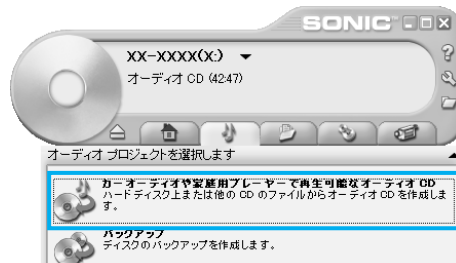 SONIC
XX-XXXX(X:)
オーディオ CD (42:47)
オーディオ プロジェクトを選択します
カーオーディオや家庭用プレーヤーで再生可能なオーディオ CD
ハードディスク上または他の CD のファイルからオーディオ CD を作成しま
す。
バックアップ
ディスクのバックアップを作成します。